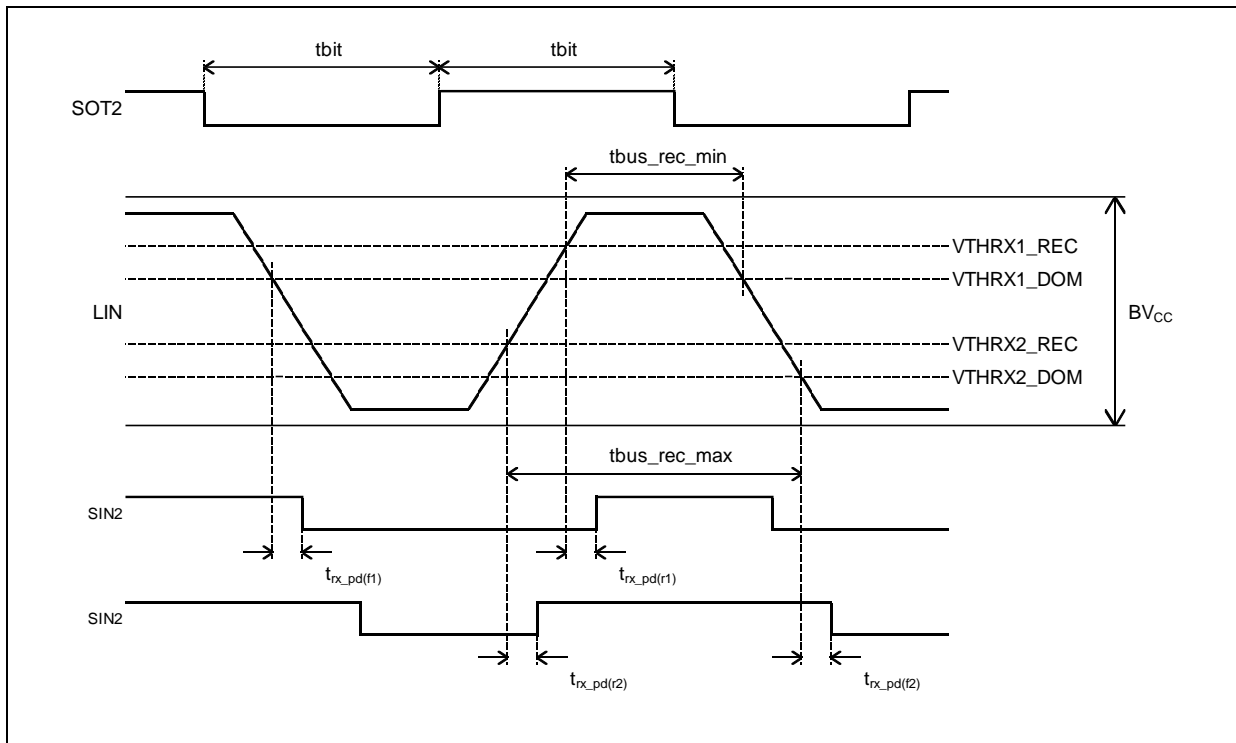 tbit
tbit
SOT2
tbus_rec_min
VTHRX1_REC
VTHRX1_DOM
LIN
BVCC
VTHRX2_REC
VTHRX2_DOM
tbus_rec_max
SIN2
trx_pd(f1)
trx_pd(r1)
SIN2
trx_pd(r2)
trx_pd(f2)